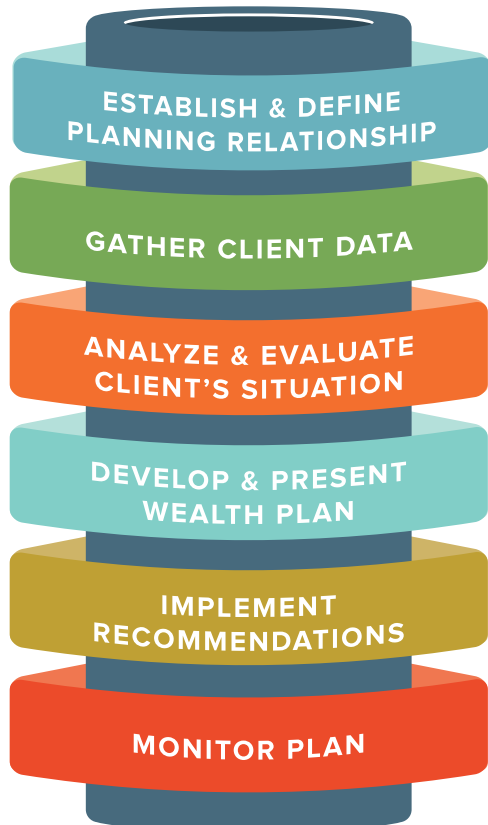 ESTABLISH & DEFINE
PLANNING RELATIONSHIP
GATHER CLIENT DATA
ANALYZE & EVALUATE
CLIENT’S SITUATION
DEVELOP & PRESENT
WEALTH PLAN
IMPLEMENT
RECOMMENDATIONS
MONITOR PLAN